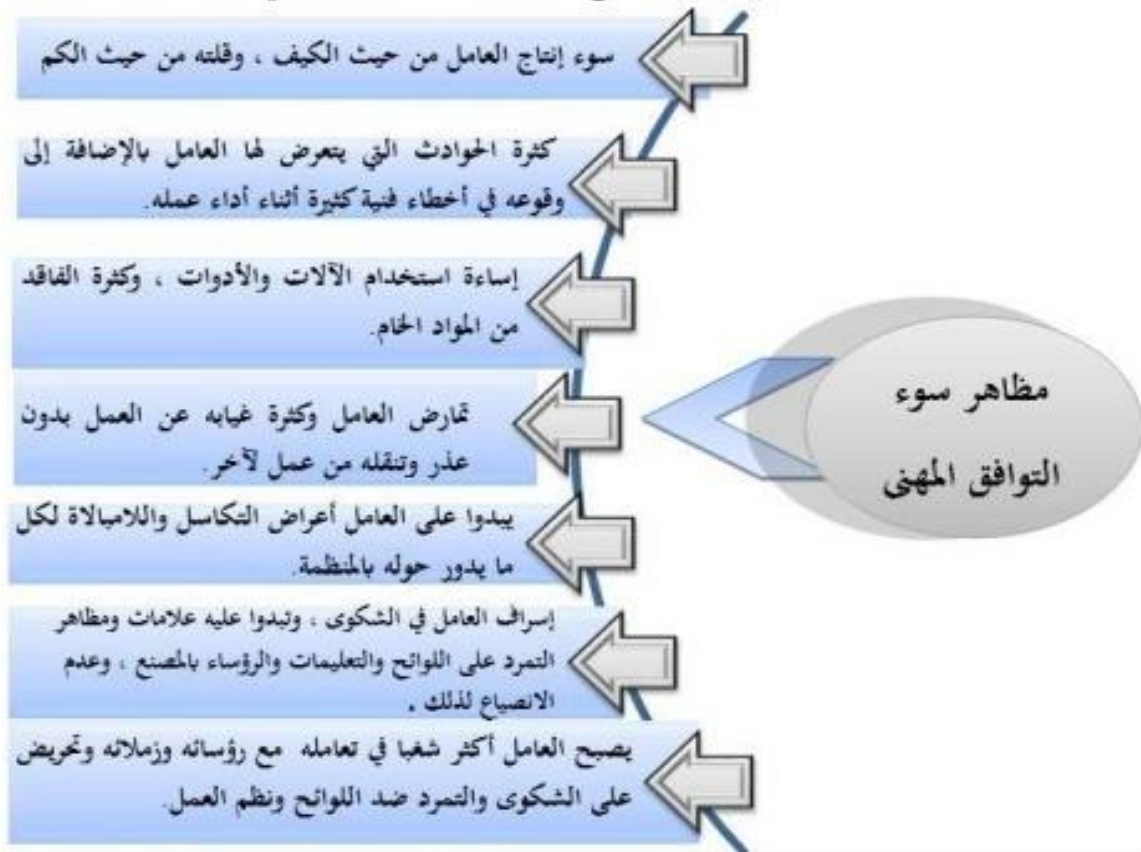 مظاهر سوء
التوافق المهنى
سوء إنتاج العامل من حيث الكيف ، وقلته من حيث الكم
كثرة الحوادث التي يتعرض لها العامل بالإضافة إلى
وقوعه في أخطاء فنية كثيرة أثناء أداء عمله.
إساءة استخدام الآلات والأدوات ، وكثرة الفاقد
من المواد الخام.
تمارض العامل وكثرة غيابه عن العمل بدون
عذر وتنقله من عمل لآخر.
يبدوا على العامل أعراض التكاسل واللامبالاة لكل
ما يدور حوله بالمنظمة.
إسراف العامل في الشكوى ، وتبدوا عليه علامات ومظاهر
التمرد على اللوائح والتعليمات والرؤساء بالمصنع ، وعدم
الانصياع لذلك .
يصبح العامل أكثر شغبا في تعامله مع رؤسائه وزملائه وتحريض
على الشكوى والتمرد ضد اللوائح ونظم العمل.